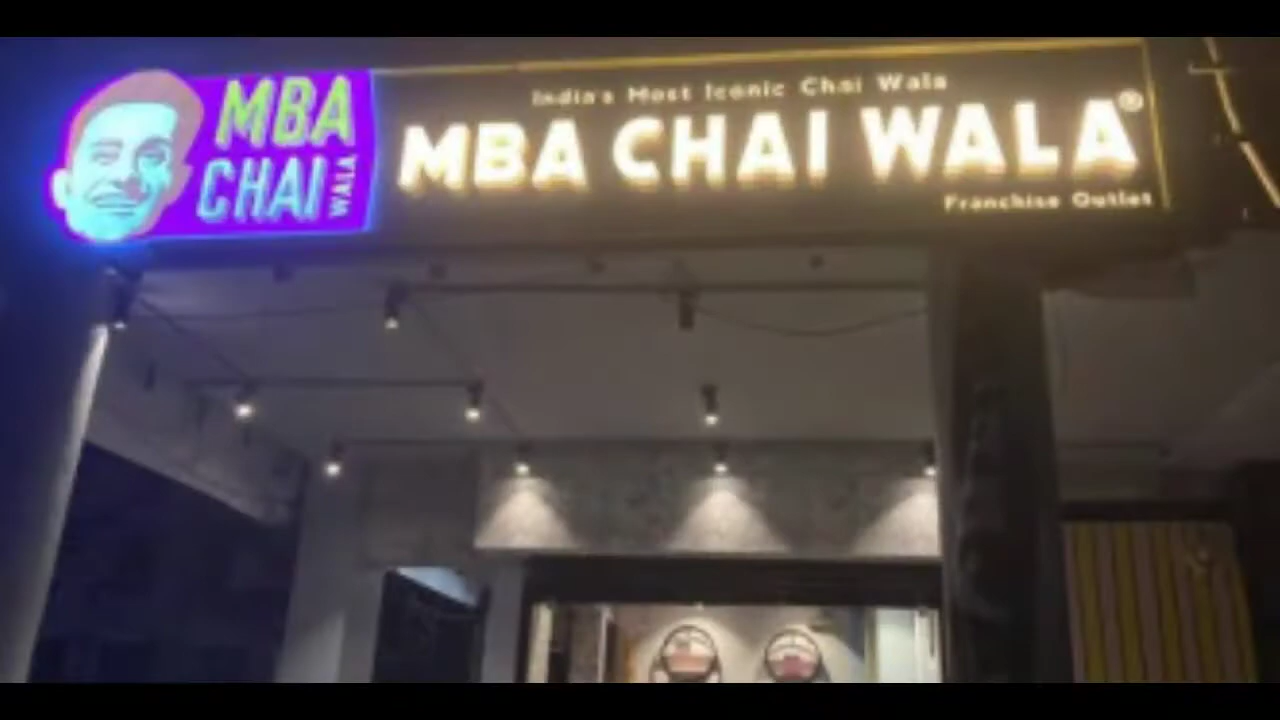 MBA
CHAI
WALA
India's Most Iconic Chai Wala
MBA CHAI WALA®
Franchise Outlet